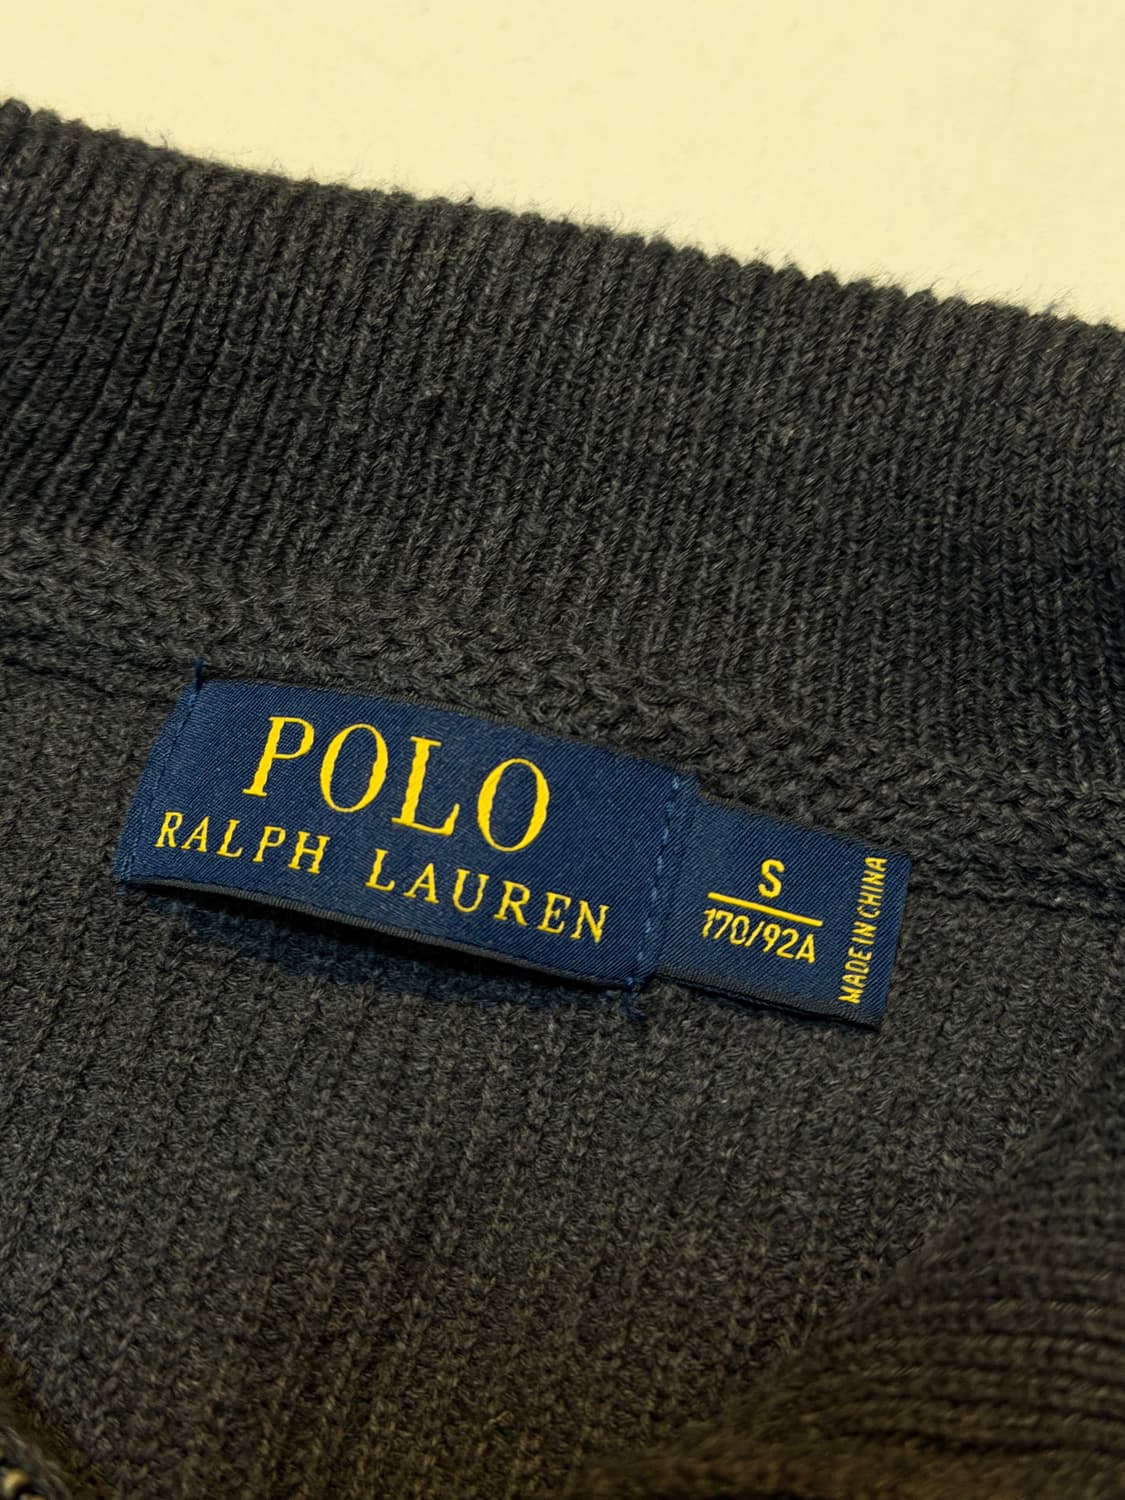 POLO
RALPH LAUREN
S
170/92A
MADE IN CHINA